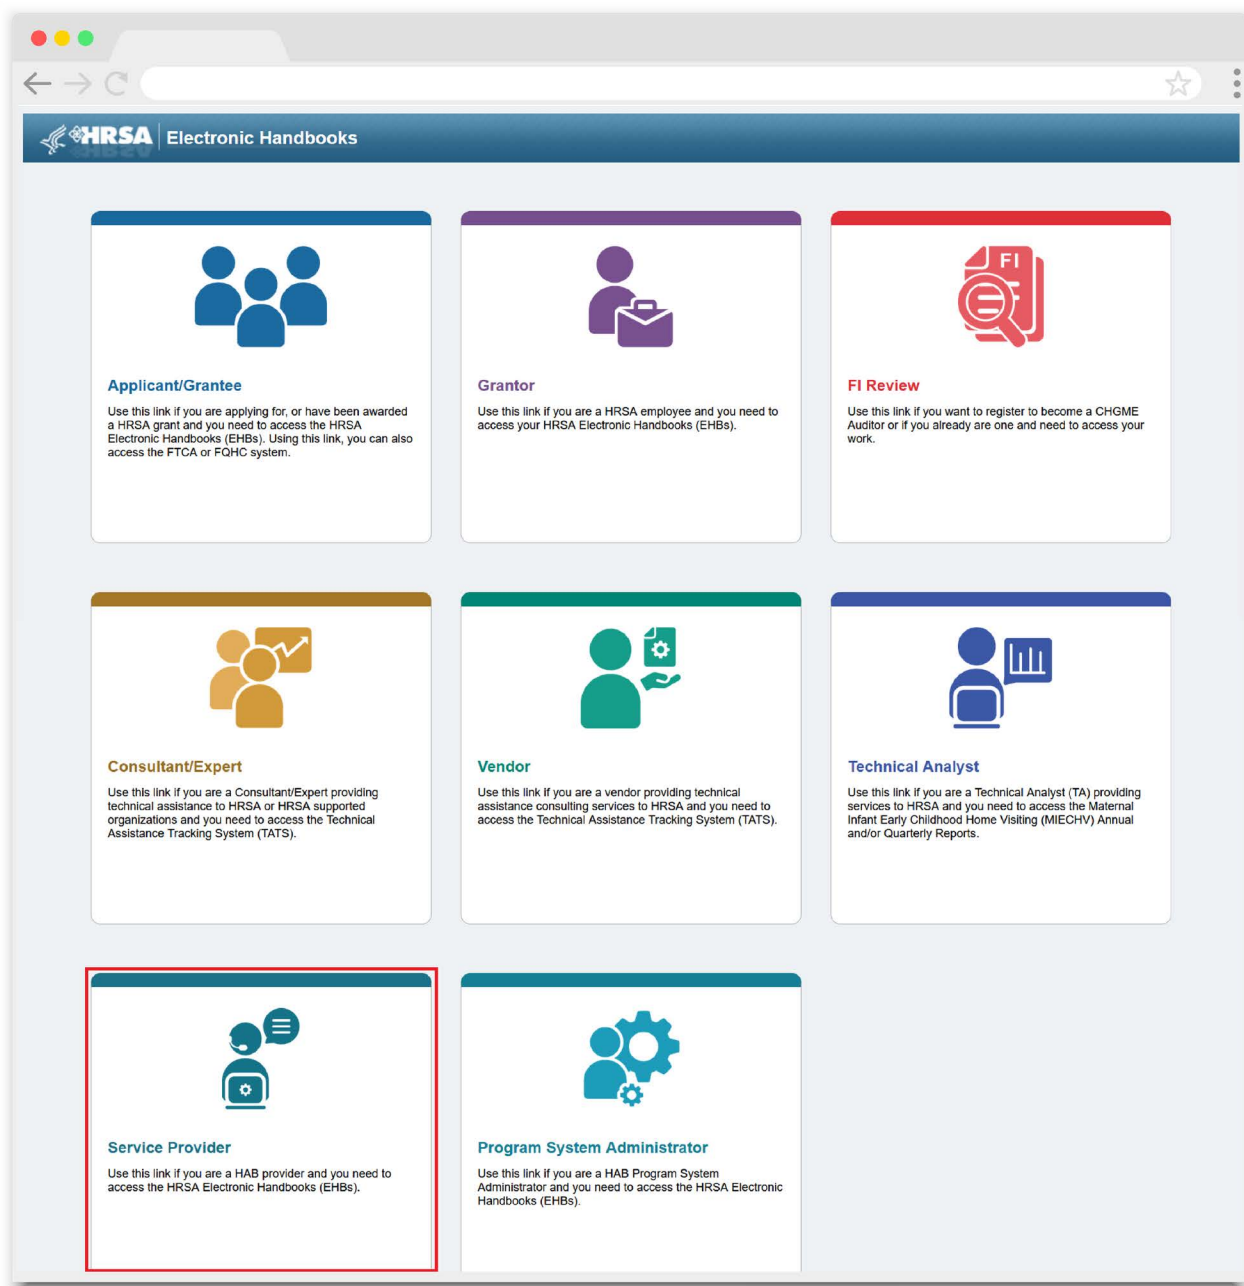 HRSA Electronic Handbooks
FI
Applicant/Grantee
Use this link if you are applying for, or have been awarded
a HRSA grant and you need to access the HRSA
Electronic Handbooks (EHBs). Using this link, you can also
access the FTCA or FQHC system.
Grantor
Use this link if you are a HRSA employee and you need to
access your HRSA Electronic Handbooks (EHBs).
FI Review
Use this link if you want to register to become a CHGME
Auditor or if you already are one and need to access your
work.
Consultant/Expert
Use this link if you are a Consultant/Expert providing
technical assistance to HRSA or HRSA supported
organizations and you need to access the Technical
Assistance Tracking System (TATS).
Vendor
Use this link if you are a vendor providing technical
assistance consulting services to HRSA and you need to
access the Technical Assistance Tracking System (TATS).
Technical Analyst
Use this link if you are a Technical Analyst (TA) providing
services to HRSA and you need to access the Maternal
Infant Early Childhood Home Visiting (MIECHV) Annual
and/or Quarterly Reports.
Service Provider
Use this link if you are a HAB provider and you need to
access the HRSA Electronic Handbooks (EHBs).
Program System Administrator
Use this link if you are a HAB Program System
Administrator and you need to access the HRSA Electronic
Handbooks (EHBs).